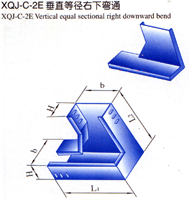 XQJ-C-2E 垂直等径右下弯通
XQJ-C-2E Vertical equal sectional right downward bend
b
H
L₁
b
H
H
L₁